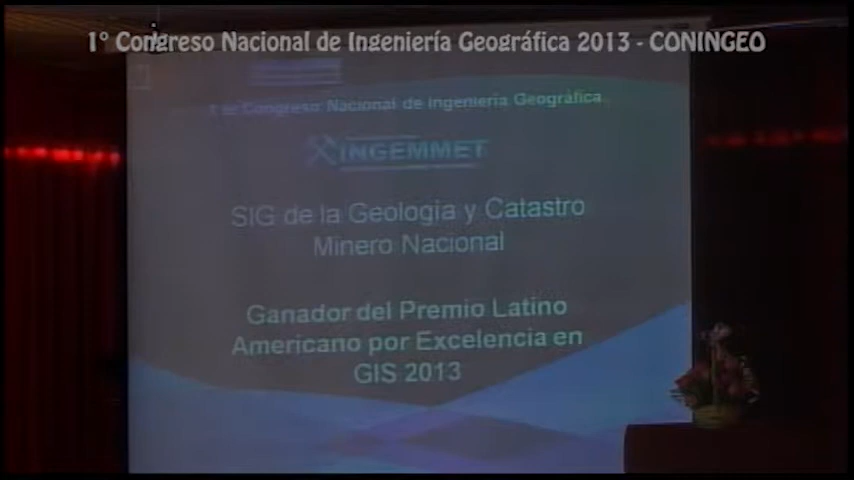 1° Congreso Nacional de Ingeniería Geográfica 2013 - CONINGEO
Congreso Nacional de Ingeniería Geográfica
INGEMMET
SIG de la Geología y Catastro
Minero Nacional
Ganador del Premio Latino
Americano por Excelencia en
GIS 2013